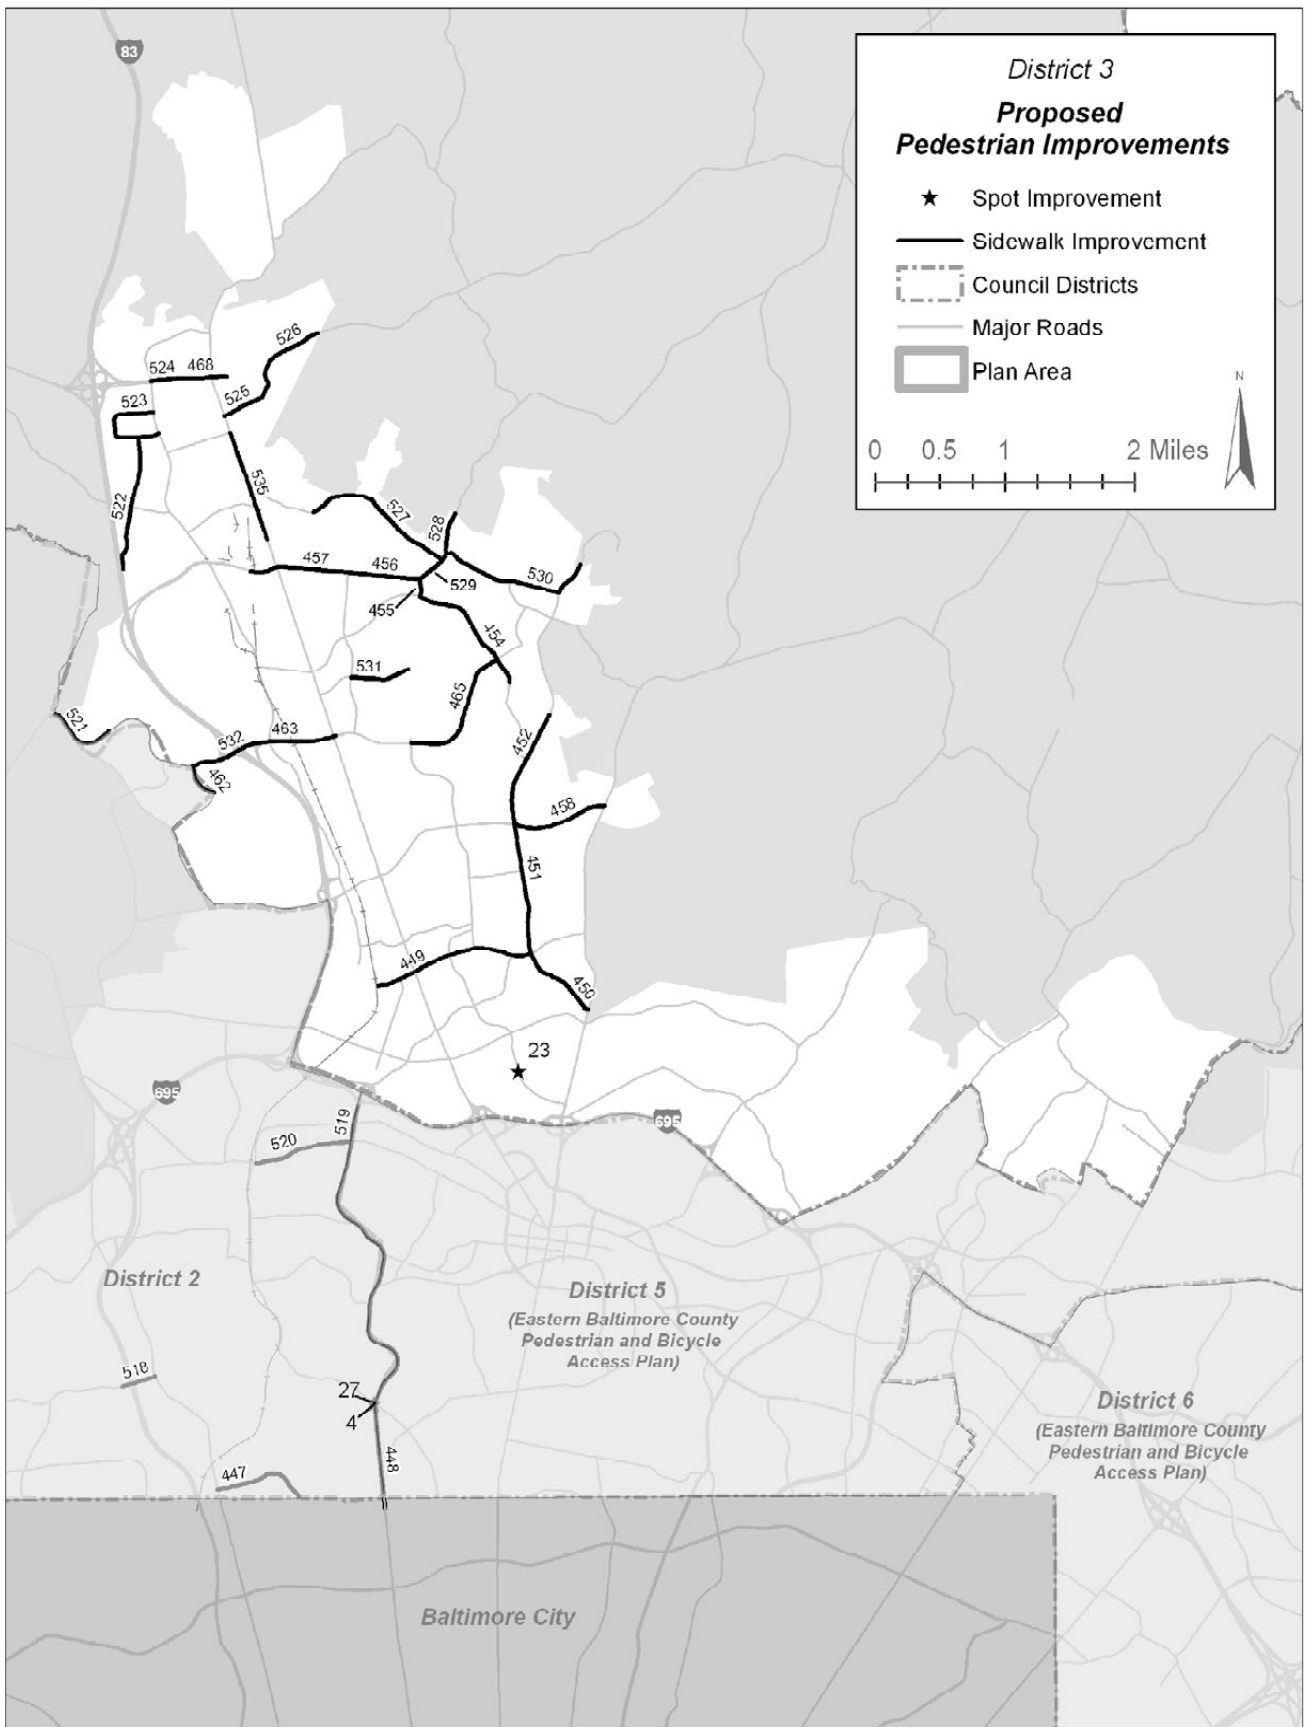 83
District 3
Proposed
Pedestrian Improvements
Spot Improvement
Sidewalk Improvement
Council Districts
Major Roads
Plan Area
N
0 0.5 1 2 Miles
526
524 468
525
523
535
522
527
528
457 456
530
529
455
454
531
465
521
463
532
452
462
458
451
449
450
23
695
695
519
520
District 2
District 5
(Eastern Baltimore County
Pedestrian and Bicycle
Access Plan)
518
27
4
District 6
(Eastern Baltimore County
Pedestrian and Bicycle
Access Plan)
448
447
Baltimore City